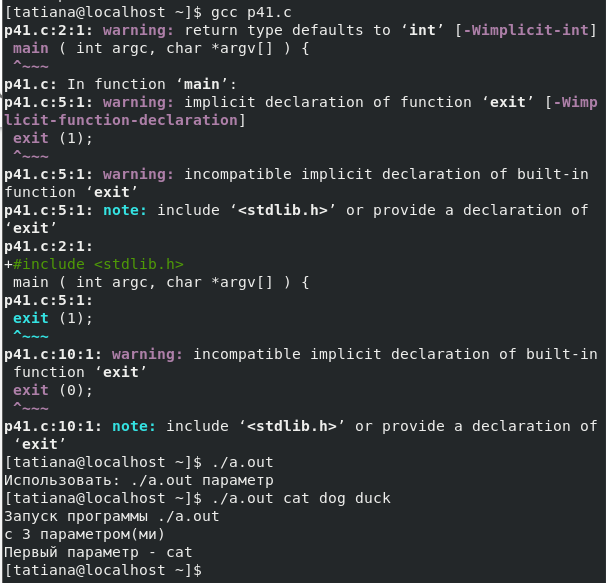 [tatiana@localhost ~]$ gcc p41.c
p41.c:2:1: warning: return type defaults to ‘int’ [-Wimplicit-int]
 main ( int argc, char *argv[] ) {
 ^~~~
p41.c: In function ‘main’:
p41.c:5:1: warning: implicit declaration of function ‘exit’ [-Wimp
licit-function-declaration]
 exit (1);
 ^~~~
p41.c:5:1: warning: incompatible implicit declaration of built-in
function ‘exit’
p41.c:5:1: note: include ‘<stdlib.h>’ or provide a declaration of
‘exit’
p41.c:2:1:
+#include <stdlib.h>
 main ( int argc, char *argv[] ) {
p41.c:5:1:
 exit (1);
 ^~~~
p41.c:10:1: warning: incompatible implicit declaration of built-in
 function ‘exit’
 exit (0);
 ^~~~
p41.c:10:1: note: include ‘<stdlib.h>’ or provide a declaration of
 ‘exit’
[tatiana@localhost ~]$ ./a.out
Использовать: ./a.out параметр
[tatiana@localhost ~]$ ./a.out cat dog duck
Запуск программы ./a.out
с 3 параметром(ми)
Первый параметр - cat
[tatiana@localhost ~]$